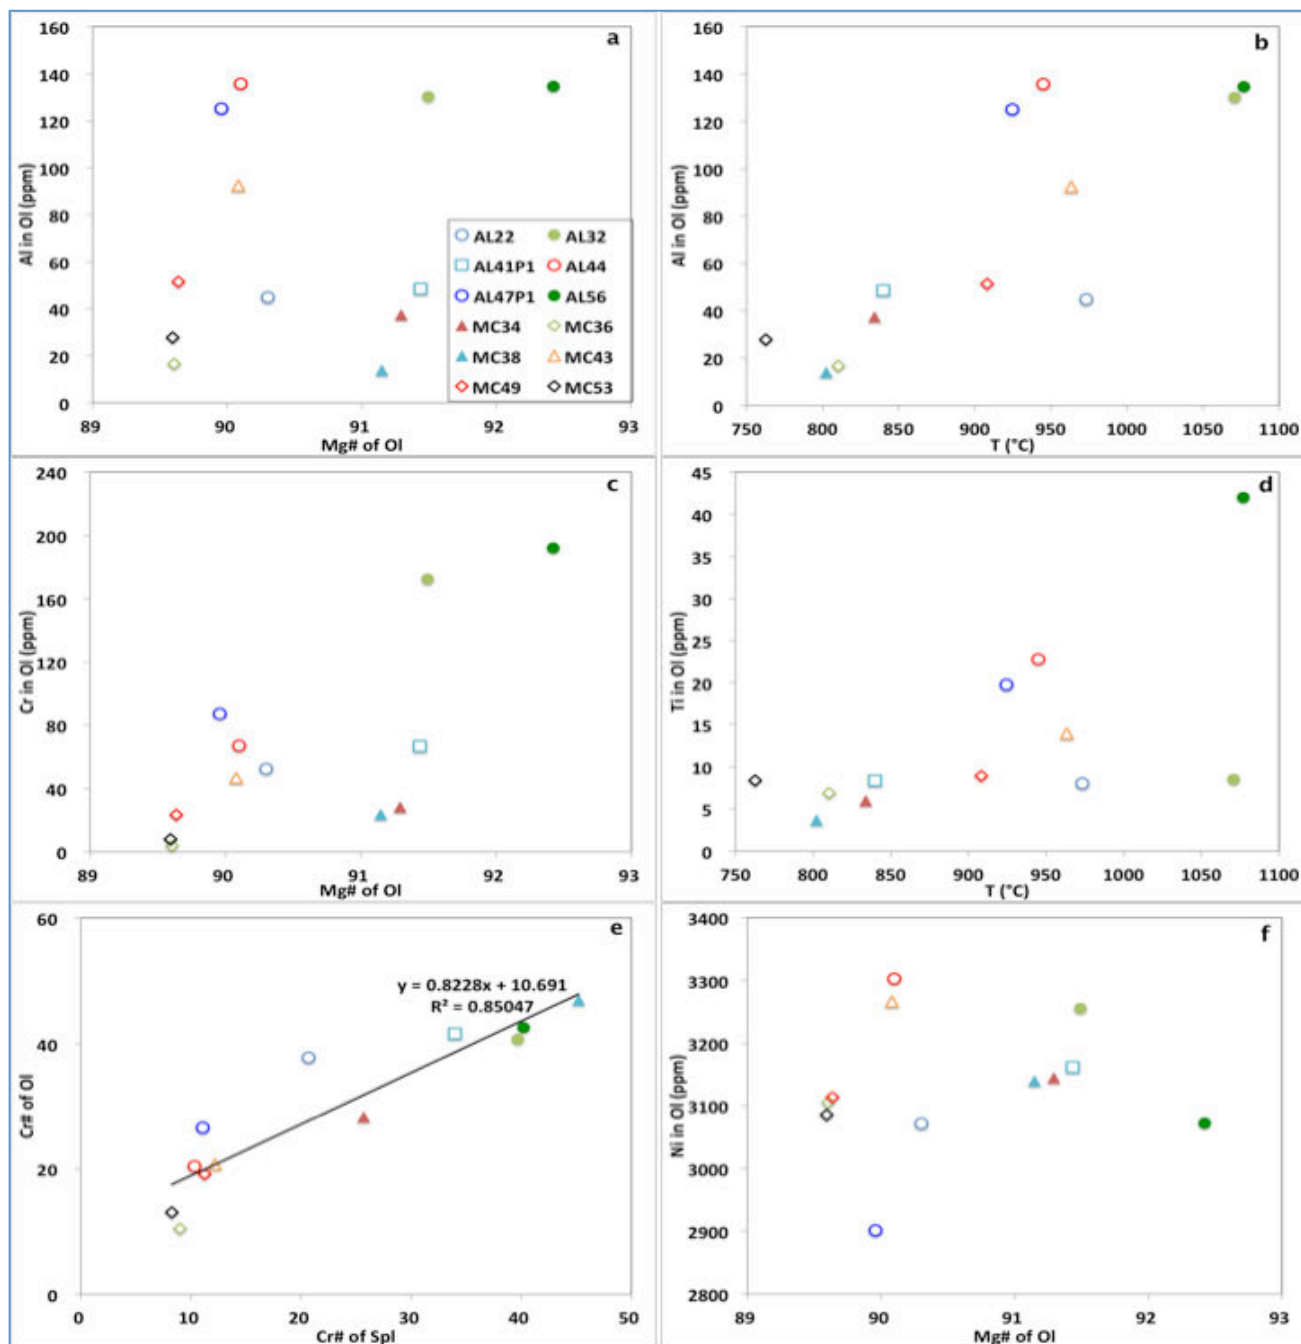 a
160
140
120
100
80
60
40
20
0
Al in Ol (ppm)
89 90 91 92 93
Mg# of Ol
AL22 AL32
AL41P1 AL44
AL47P1 AL56
MC34 MC36
MC38 MC43
MC49 MC53
b
160
140
120
100
80
60
40
20
0
Al in Ol (ppm)
750 800 850 900 950 1000 1050 1100
T (°C)
c
240
200
160
120
80
40
0
Cr in Ol (ppm)
89 90 91 92 93
Mg# of Ol
d
45
40
35
30
25
20
15
10
5
0
Ti in Ol (ppm)
750 800 850 900 950 1000 1050 1100
T (°C)
e
60
40
20
0
Cr# of Ol
y = 0.8228x + 10.691
R² = 0.85047
0 10 20 30 40 50
Cr# of Spl
f
3400
3300
3200
3100
3000
2900
2800
Ni in Ol (ppm)
89 90 91 92 93
Mg# of Ol